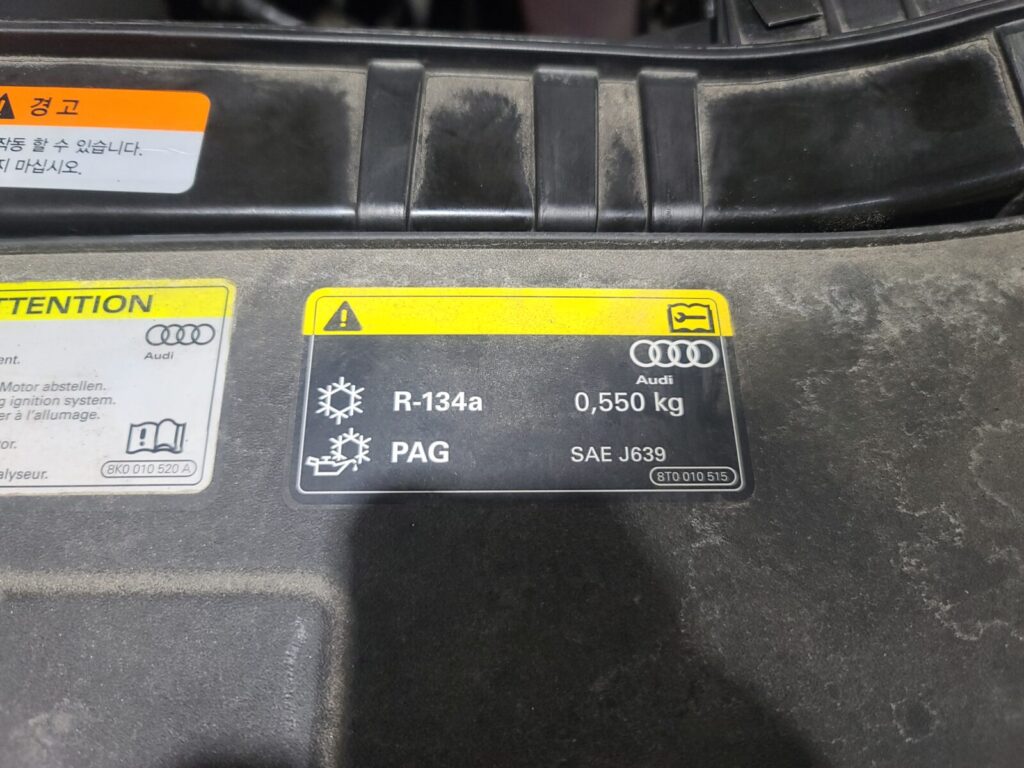 경고
작동 할 수 있습니다.
지 마십시오.
TTENTION
Audi
ent.
Motor abstellen.
g ignition system.
er à l'allumage.
or.
alyseur.
8K0 010 520 A
Audi
R-134a 0,550 kg
PAG SAE J639
8T0 010 515